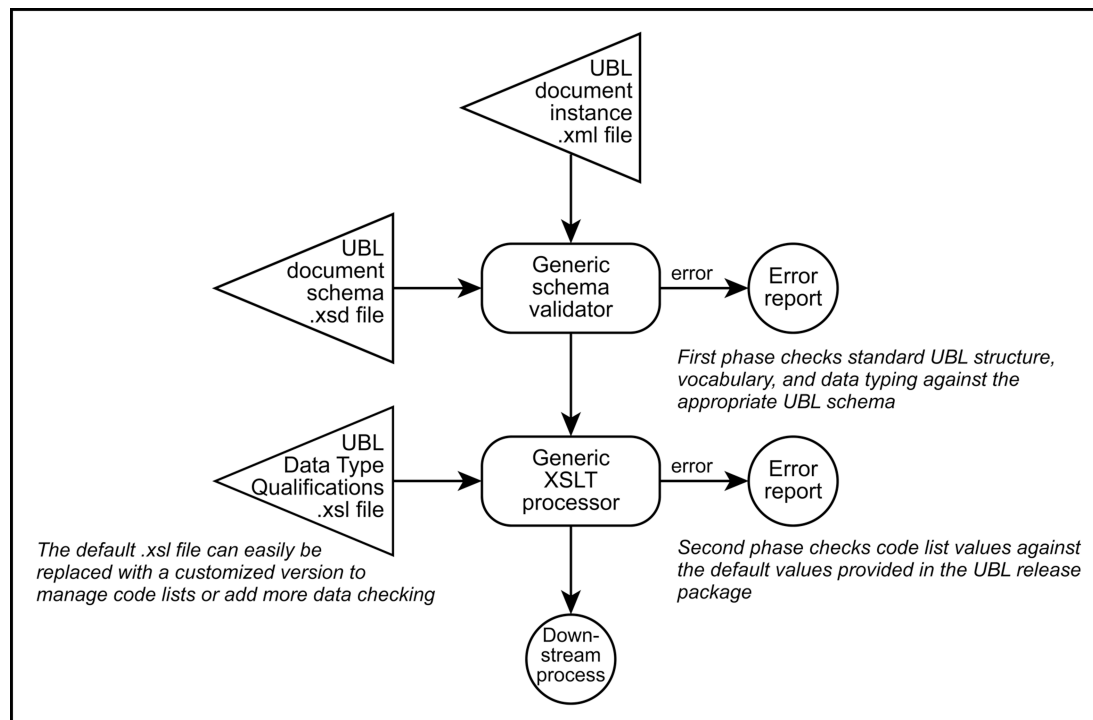 UBL
document
instance
.xml file
UBL
document
schema
.xsd file
Generic
schema
validator
error
Error
report
First phase checks standard UBL structure,
vocabulary, and data typing against the
appropriate UBL schema
UBL
Data Type
Qualifications
.xsl file
Generic
XSLT
processor
error
Error
report
The default .xsl file can easily be
replaced with a customized version to
manage code lists or add more data checking
Second phase checks code list values against
the default values provided in the UBL release
package
Down-
stream
process